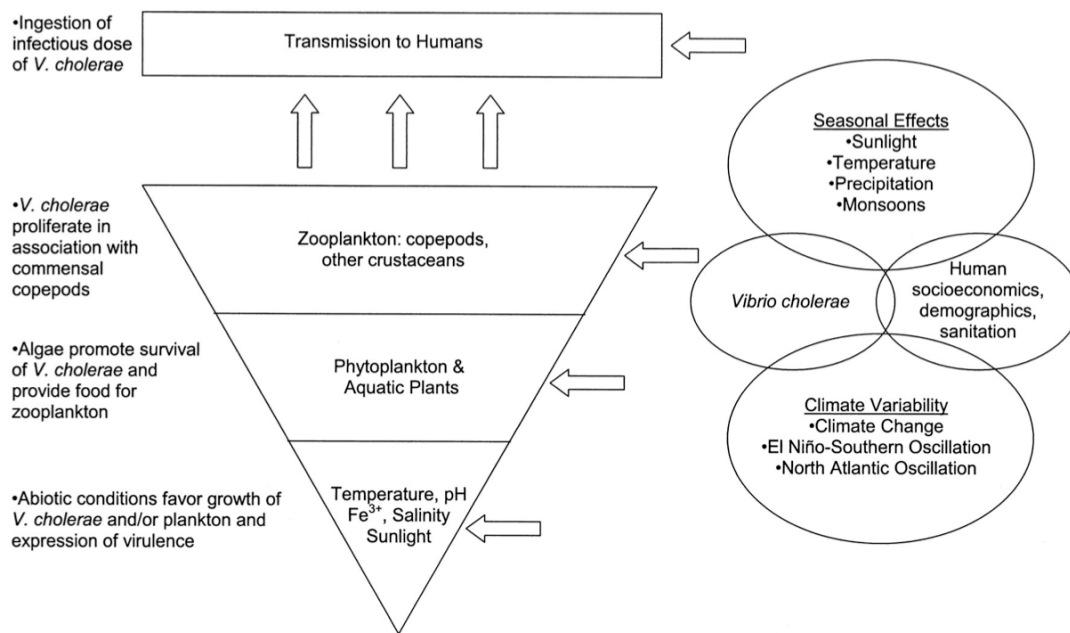 •Ingestion of
infectious dose
of V. cholerae
Transmission to Humans
•V. cholerae
proliferate in
association with
commensal
copepods
Zooplankton: copepods,
other crustaceans
•Algae promote survival
of V. cholerae and
provide food for
zooplankton
Phytoplankton &
Aquatic Plants
•Abiotic conditions favor growth of
V. cholerae and/or plankton and
expression of virulence
Temperature, pH
Fe³⁺, Salinity
Sunlight
Seasonal Effects
•Sunlight
•Temperature
•Precipitation
•Monsoons
Vibrio cholerae
Human
socioeconomics,
demographics,
sanitation
Climate Variability
•Climate Change
•El Niño-Southern Oscillation
•North Atlantic Oscillation